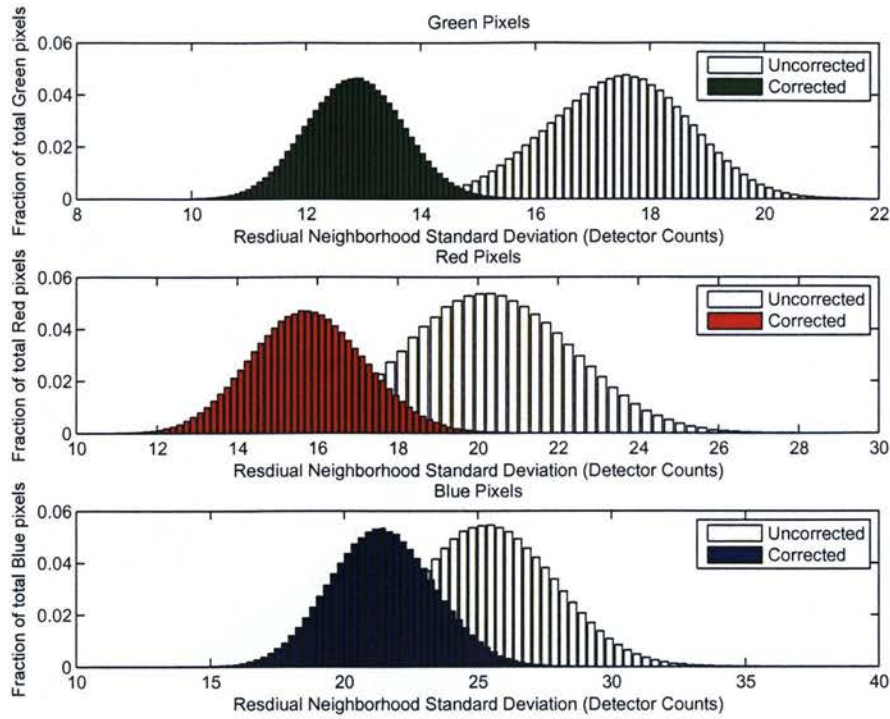 Green Pixels
Fraction of total Green pixels
0.06
0.04
0.02
0
Uncorrected
Corrected
8 10 12 14 16 18 20 22
Resdiual Neighborhood Standard Deviation (Detector Counts)
Red Pixels
Fraction of total Red pixels
0.06
0.04
0.02
0
Uncorrected
Corrected
10 12 14 16 18 20 22 24 26 28 30
Resdiual Neighborhood Standard Deviation (Detector Counts)
Blue Pixels
Fraction of total Blue pixels
0.06
0.04
0.02
0
Uncorrected
Corrected
10 15 20 25 30 35 40
Resdiual Neighborhood Standard Deviation (Detector Counts)